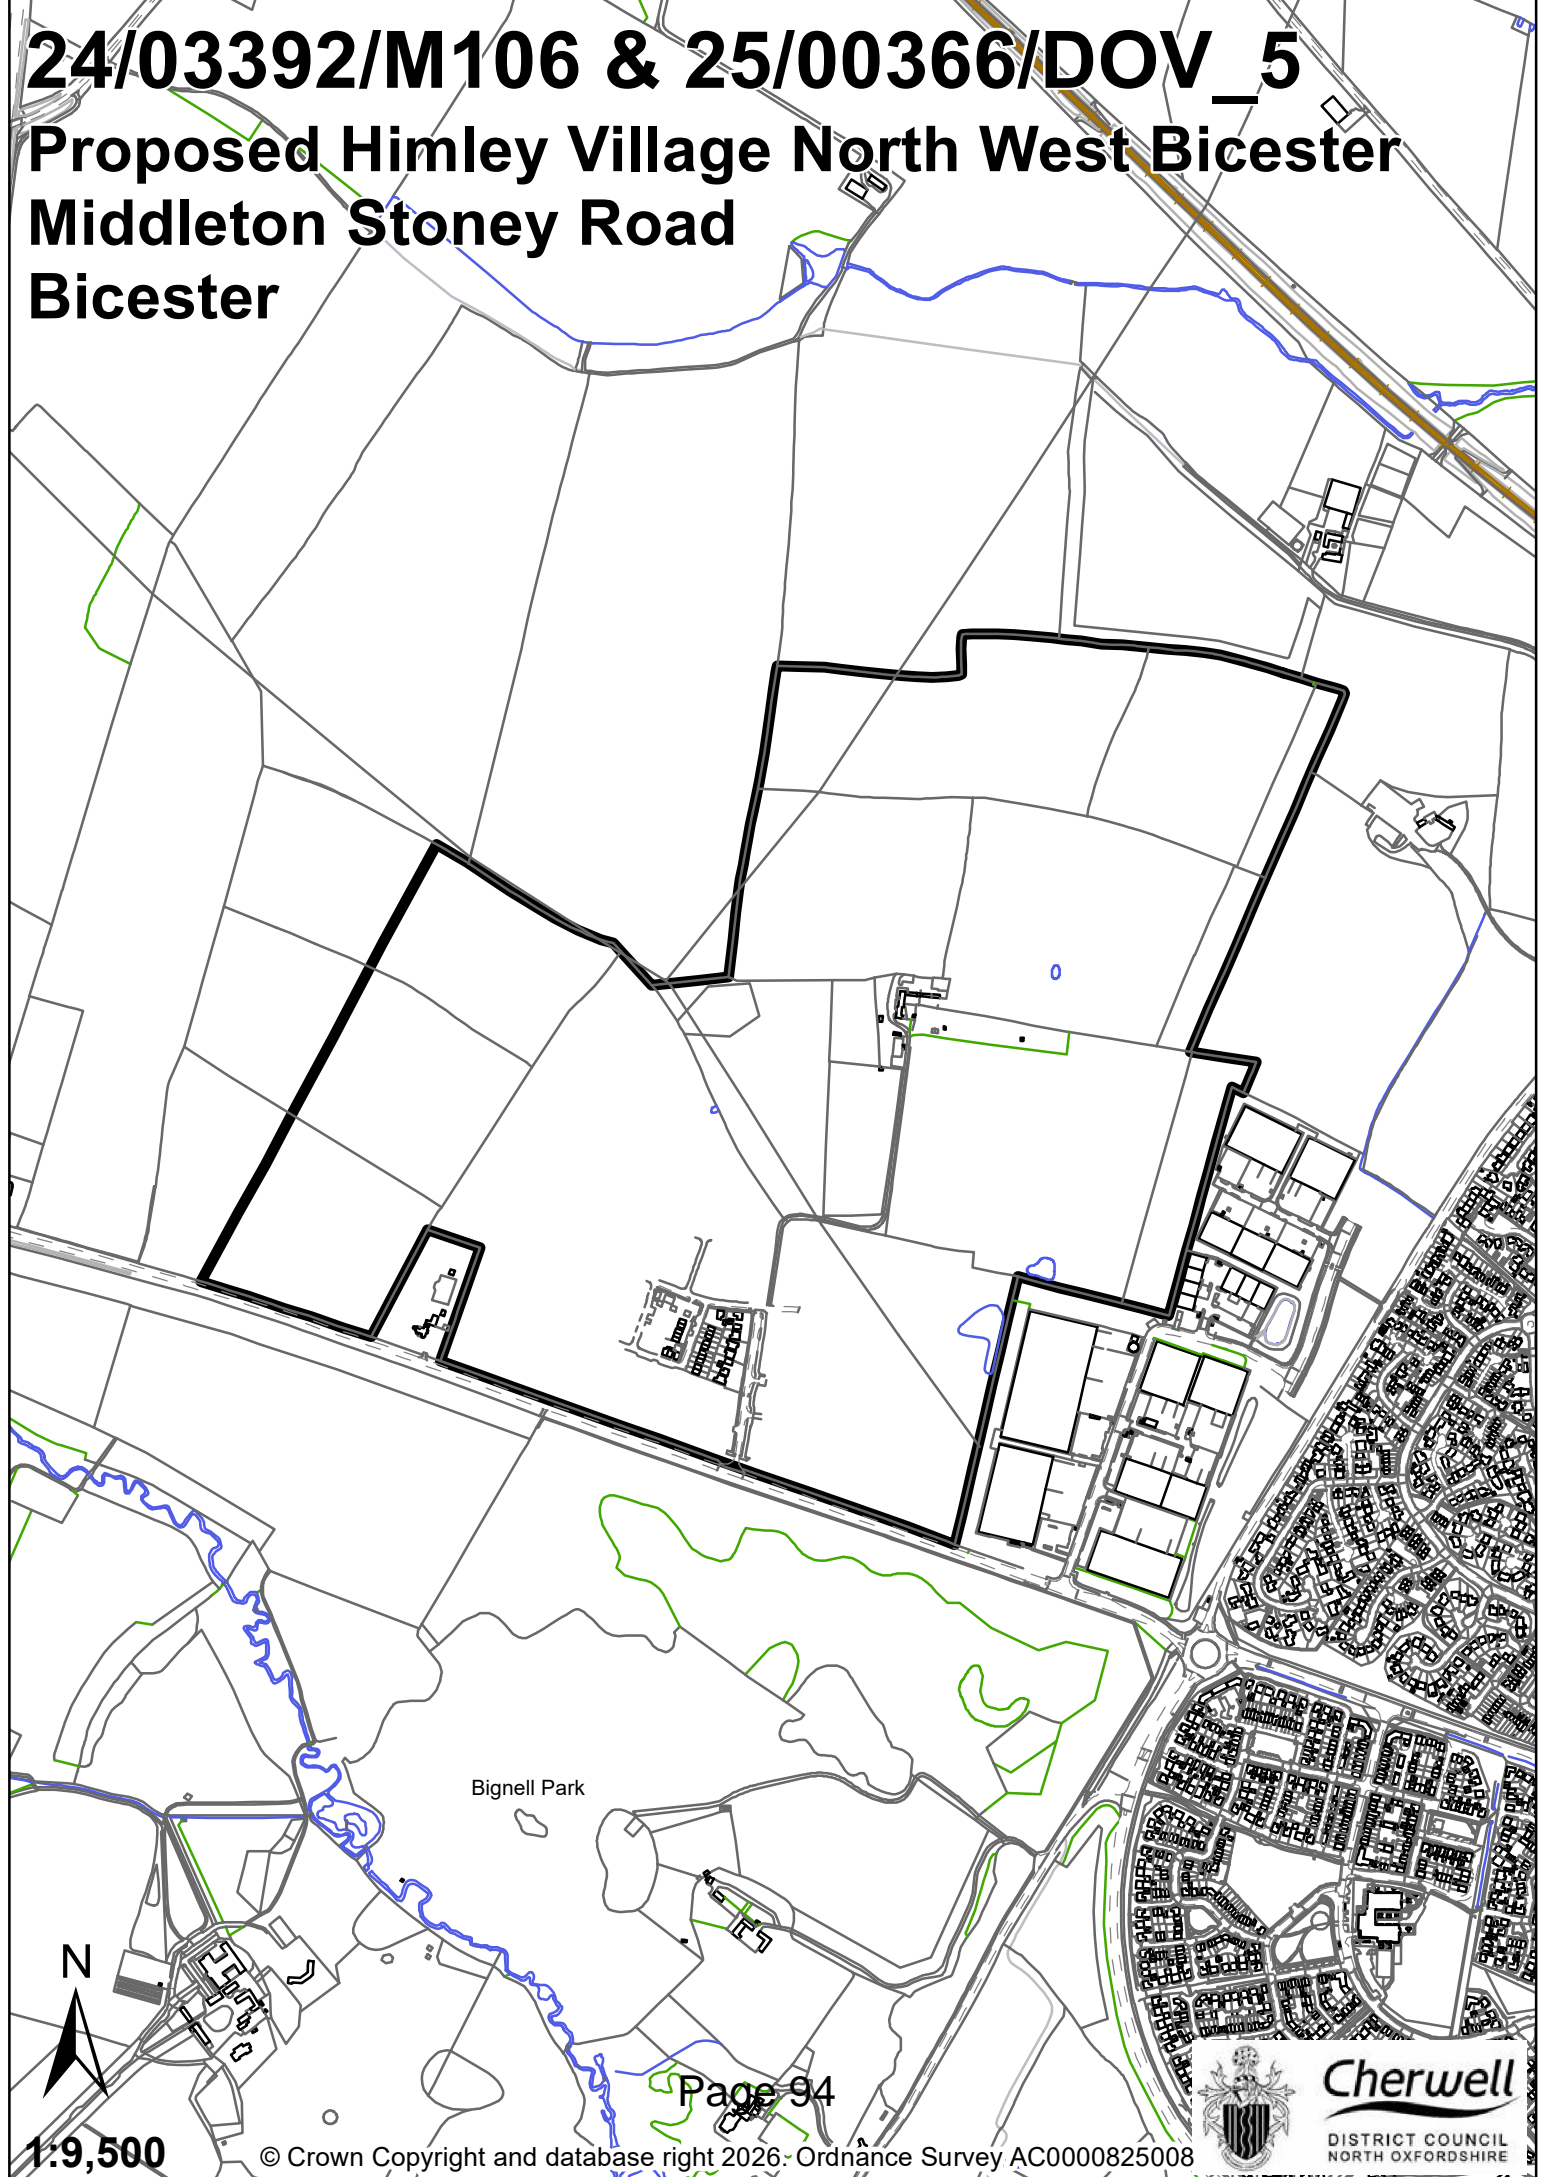 24/03392/M106 & 25/00366/DOV_5
Proposed Himley Village North West Bicester
Middleton Stoney Road
Bicester
Bignell Park
N
Page 94
1:9,500
© Crown Copyright and database right 2026. Ordnance Survey AC0000825008
Cherwell
DISTRICT COUNCIL
NORTH OXFORDSHIRE